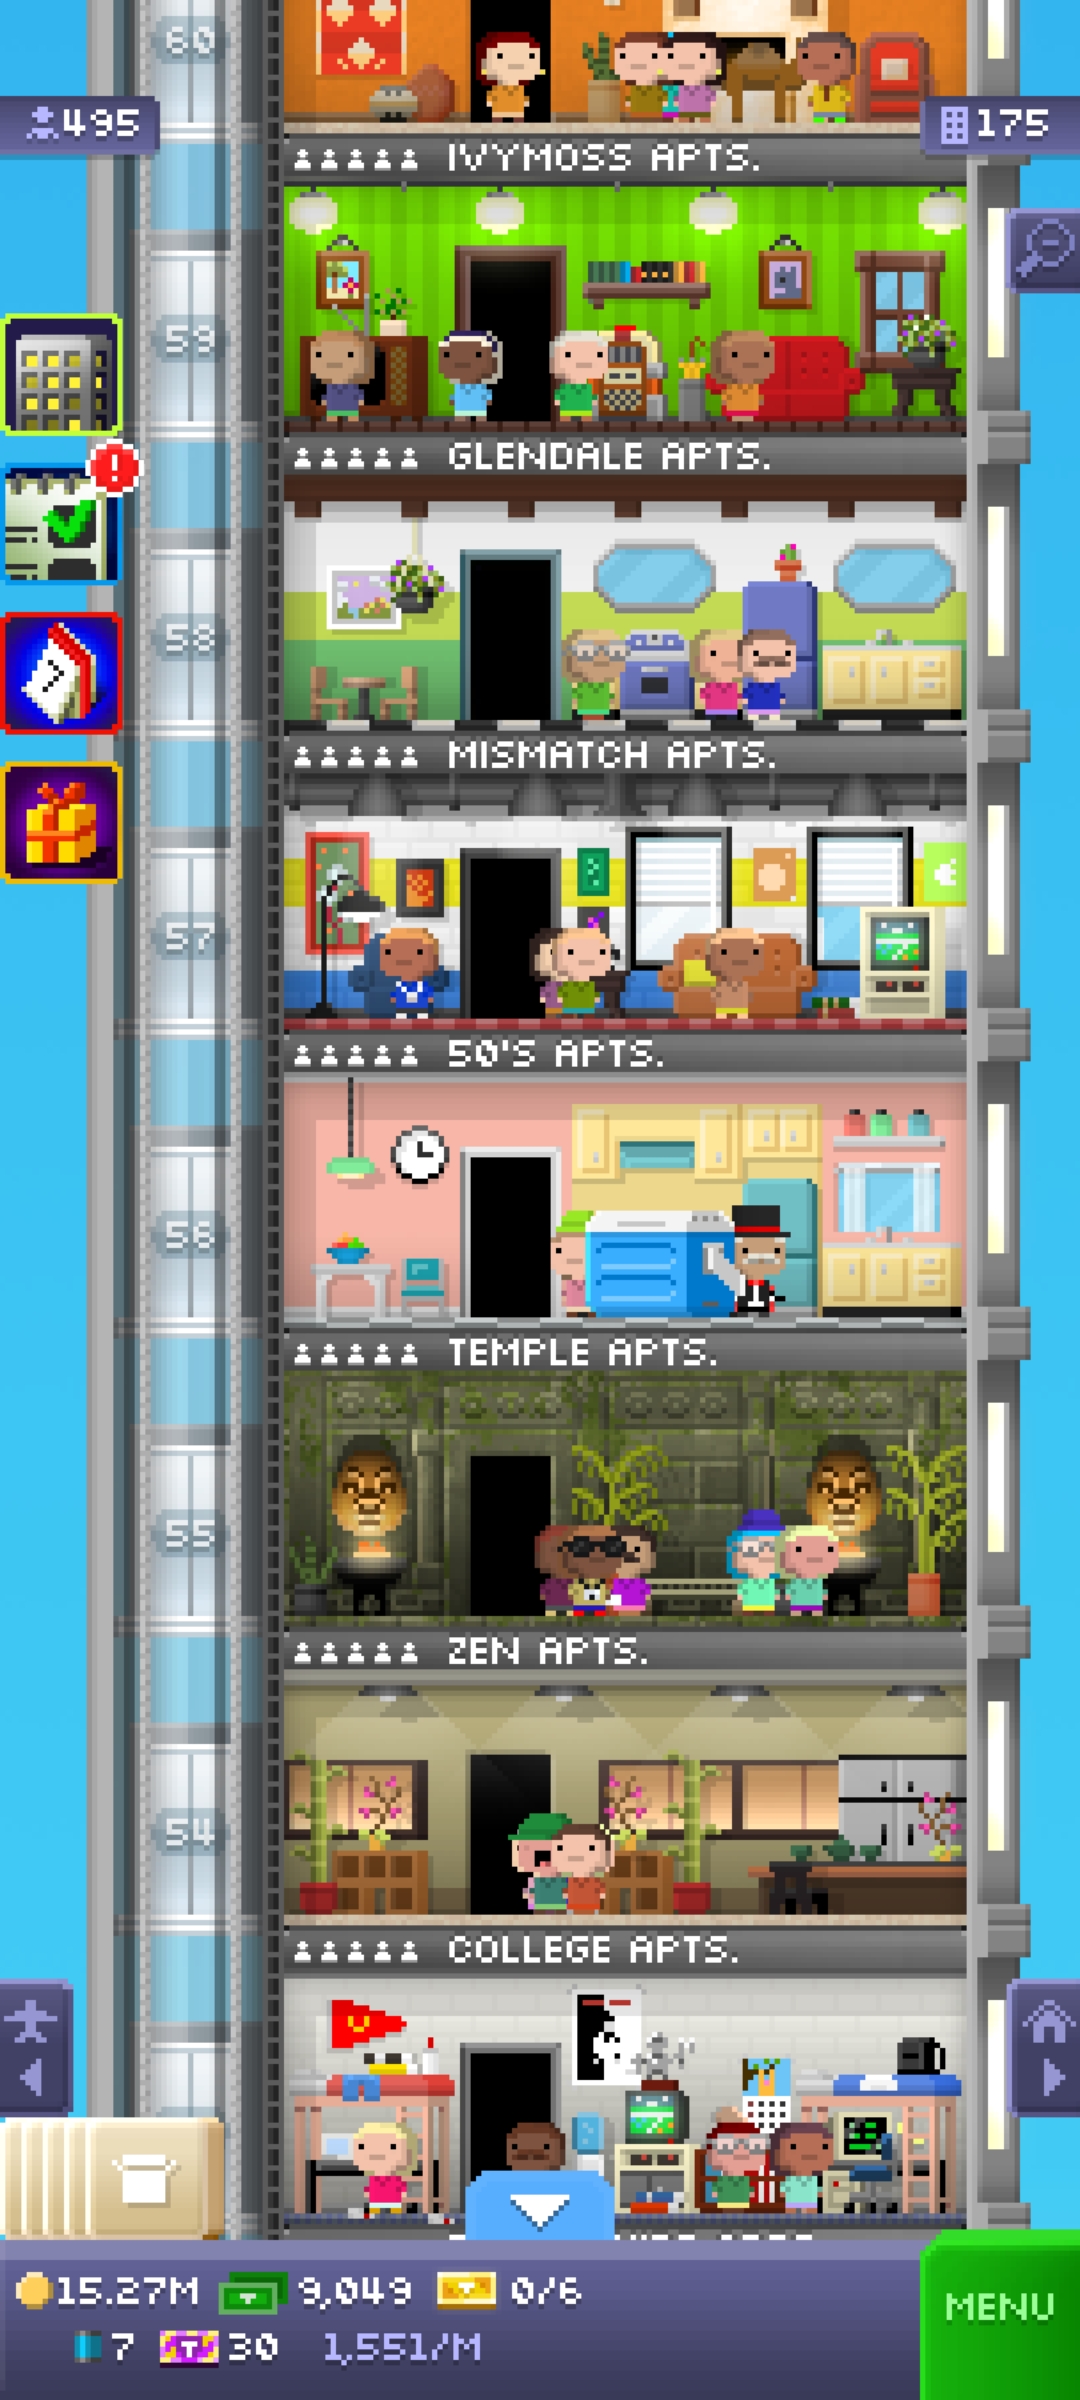 60
495
175
IVYMOSS APTS.
59
GLENDALE APTS.
58
MISMATCH APTS.
57
50'S APTS.
56
TEMPLE APTS.
55
ZEN APTS.
54
COLLEGE APTS.
15.27M 9,049 0/6
7 30 1,551/M
MENU